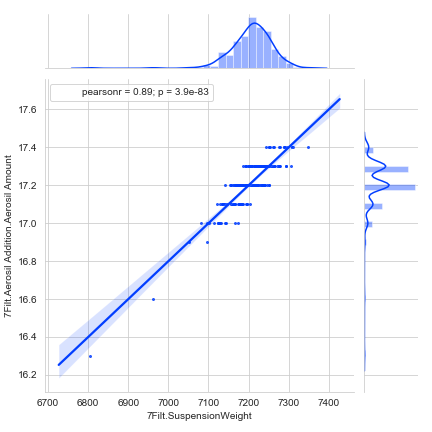 pearsonr = 0.89; p = 3.9e-83
17.6
17.4
17.2
17.0
16.8
16.6
16.4
16.2
7Filt.Aerosil Addition.Aerosil Amount
6700 6800 6900 7000 7100 7200 7300 7400
7Filt.SuspensionWeight